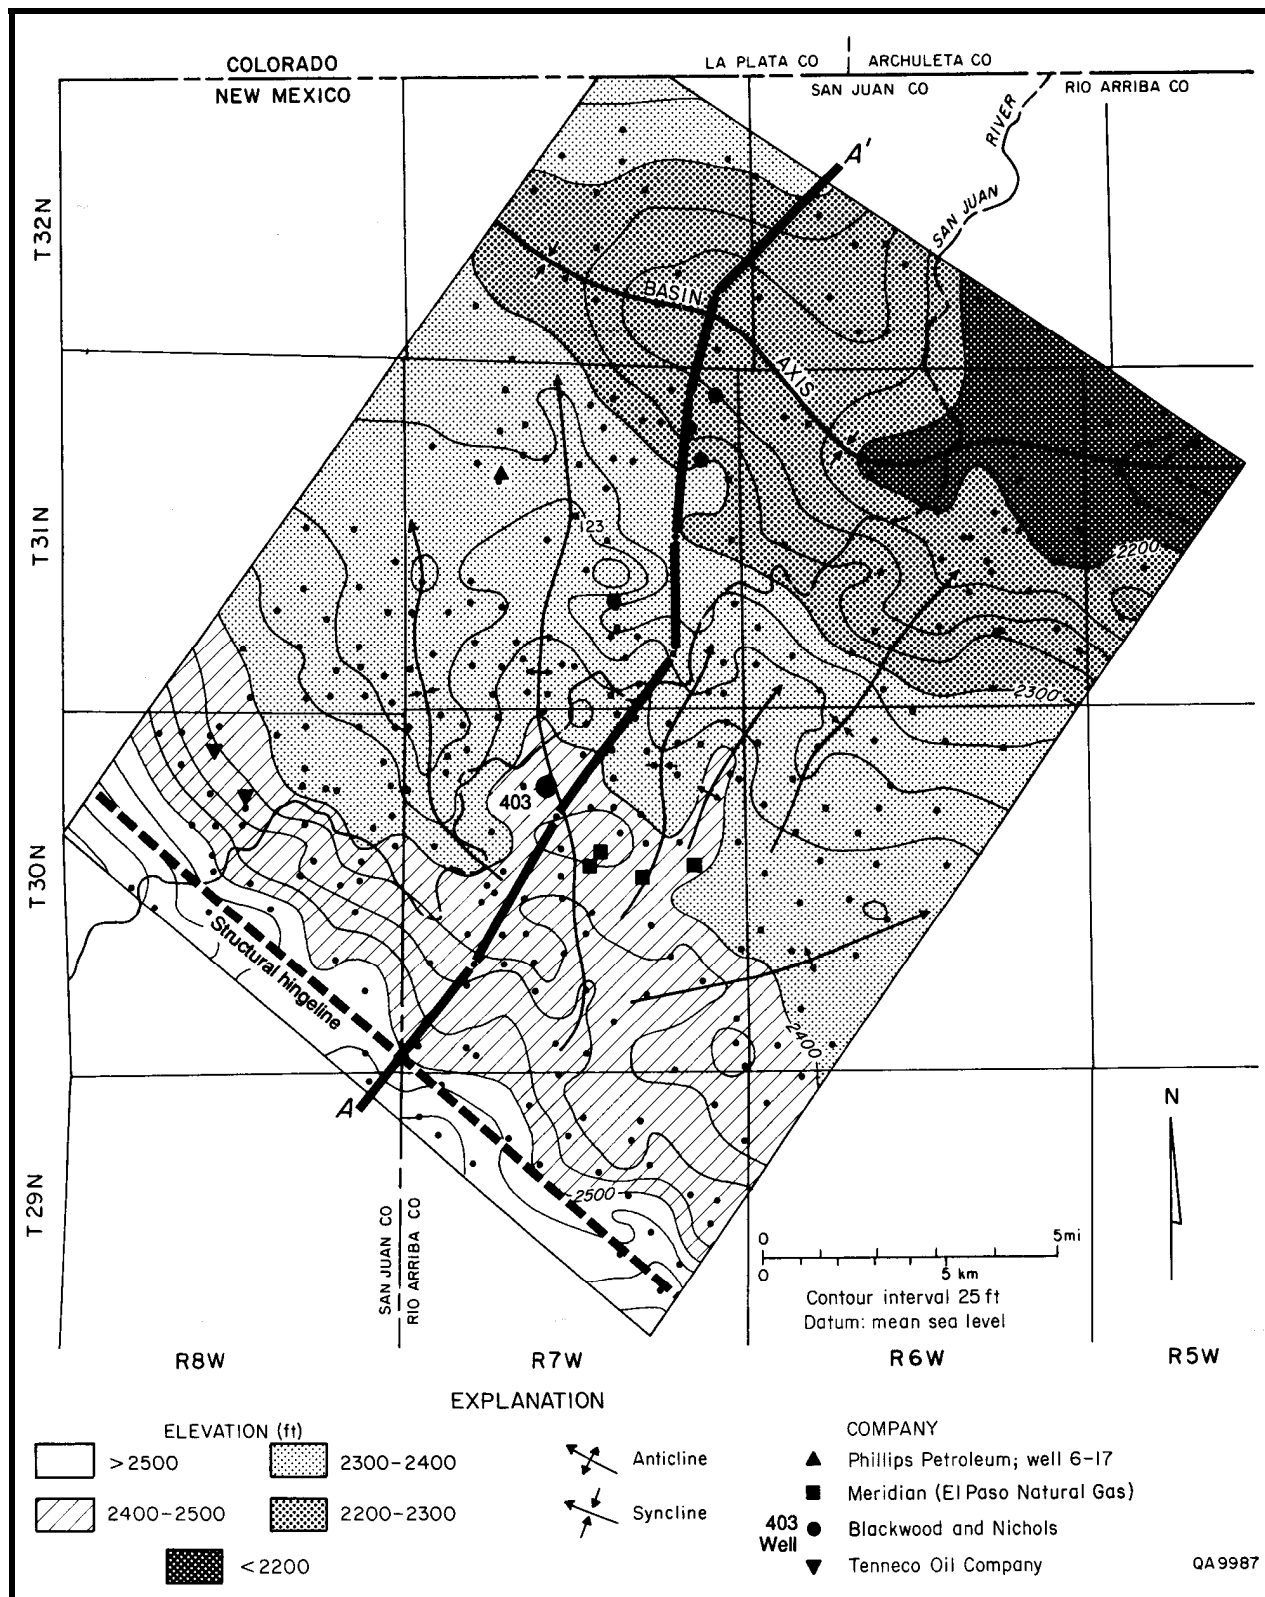 COLORADO
LA PLATA CO
ARCHULETA CO
NEW MEXICO
SAN JUAN CO
RIO ARRIBA CO
SAN JUAN RIVER
A'
T32N
BASIN AXIS
T31N
23
2200
2300
403
T30N
Structural hingeline
2400
A
N
T29N
2500
SAN JUAN CO
RIO ARRIBA CO
0 5mi
0 5 km
Contour interval 25 ft
Datum: mean sea level
R8W
R7W
R6W
R5W
EXPLANATION
ELEVATION (ft)
>2500
2300-2400
2400-2500
2200-2300
<2200
Anticline
Syncline
COMPANY
Phillips Petroleum; well 6-17
Meridian (El Paso Natural Gas)
403 Well
Blackwood and Nichols
Tenneco Oil Company
QA9987